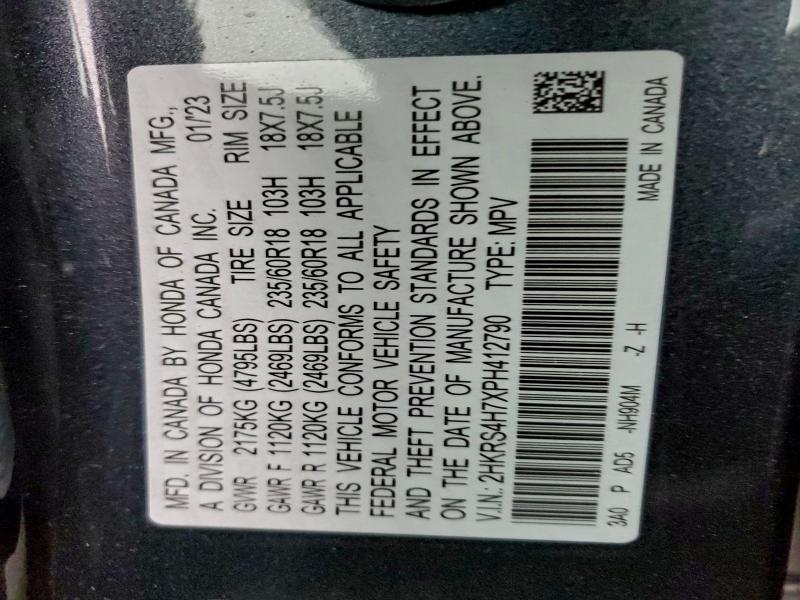 MFD. IN CANADA BY HONDA OF CANADA MFG.,
A DIVISION OF HONDA CANADA INC. 01/23
GVWR 2175KG (4795LBS) TIRE SIZE RIM SIZE
GAWR F 1120KG (2469LBS) 235/60R18 103H 18X7.5J
GAWR R 1120KG (2469LBS) 235/60R18 103H 18X7.5J
THIS VEHICLE CONFORMS TO ALL APPLICABLE
FEDERAL MOTOR VEHICLE SAFETY
AND THEFT PREVENTION STANDARDS IN EFFECT
ON THE DATE OF MANUFACTURE SHOWN ABOVE.
V.I.N.: 2HKRS4H7XPH412790 TYPE: MPV
3A0 P AD5 -NH904M -Z -H
MADE IN CANADA